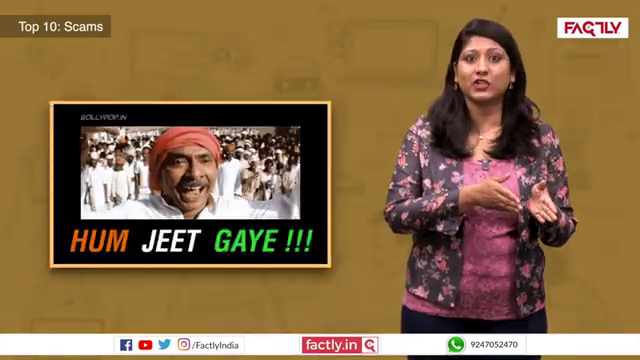 Top 10: Scams
FACTLY
BOLLYPOP.IN
HUM JEET GAYE !!!
/FactlyIndia
factly.in
9247052470